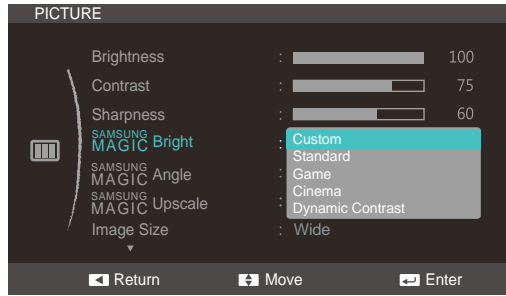 PICTURE
Brightness : 100
Contrast : 75
Sharpness : 60
SAMSUNG
MAGIC Bright : Custom
Standard
SAMSUNG
MAGIC Angle : Game
Cinema
SAMSUNG
MAGIC Upscale : Dynamic Contrast
Image Size : Wide
Return Move Enter